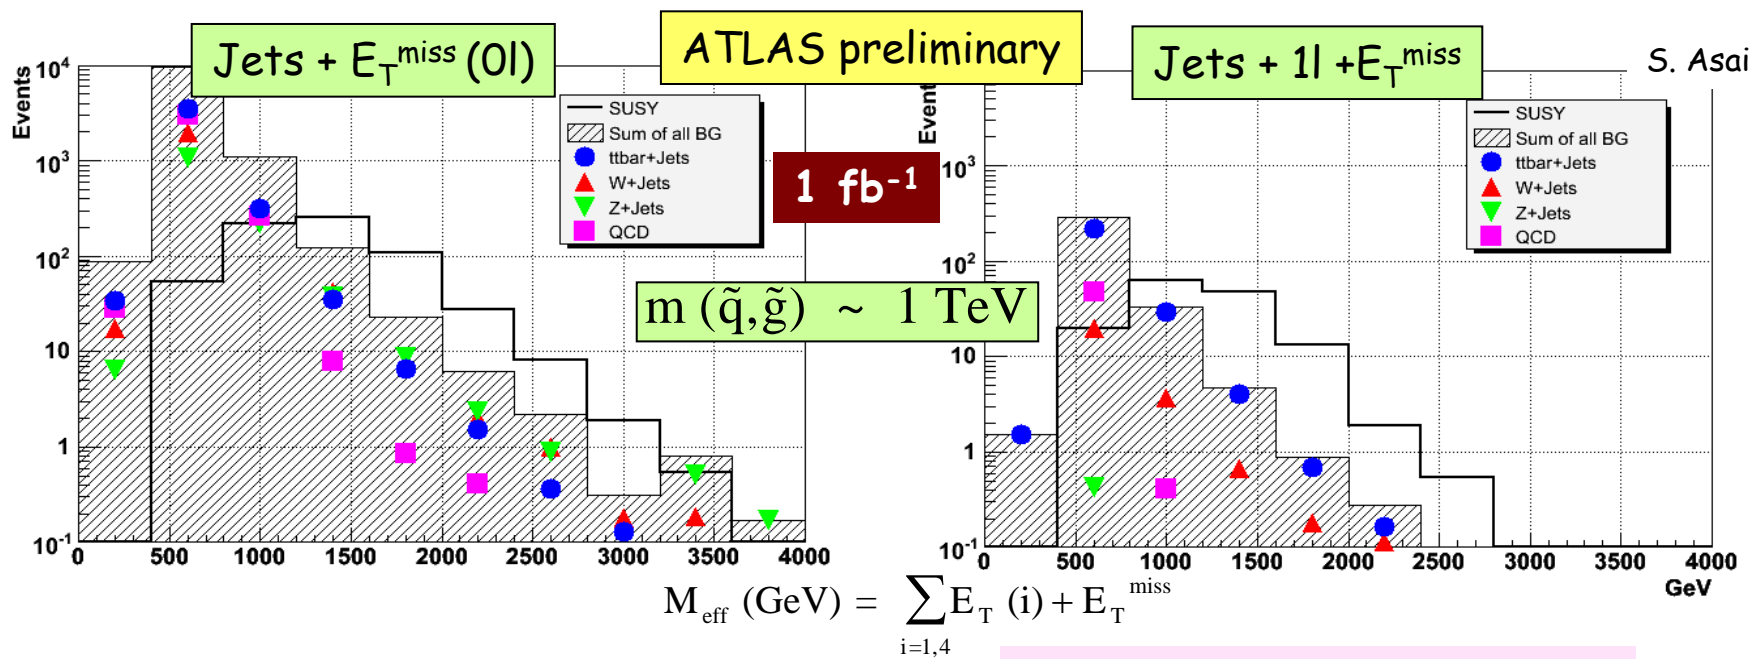 Jets + E_T^miss (0l)
ATLAS preliminary
Jets + 1l +E_T^miss
S. Asai
Events
10^4
10^3
10^2
10
1
10^-1
SUSY
Sum of all BG
ttbar+Jets
W+Jets
Z+Jets
QCD
0 500 1000 1500 2000 2500 3000 3500 4000
1 fb^-1
m (q̃,g̃) ~ 1 TeV
Event
10^3
10^2
10
1
10^-1
SUSY
Sum of all BG
ttbar+Jets
W+Jets
Z+Jets
QCD
0 500 1000 1500 2000 2500 3000 3500 4000
GeV
M_eff (GeV) = ∑ E_T (i) + E_T^miss
i=1,4